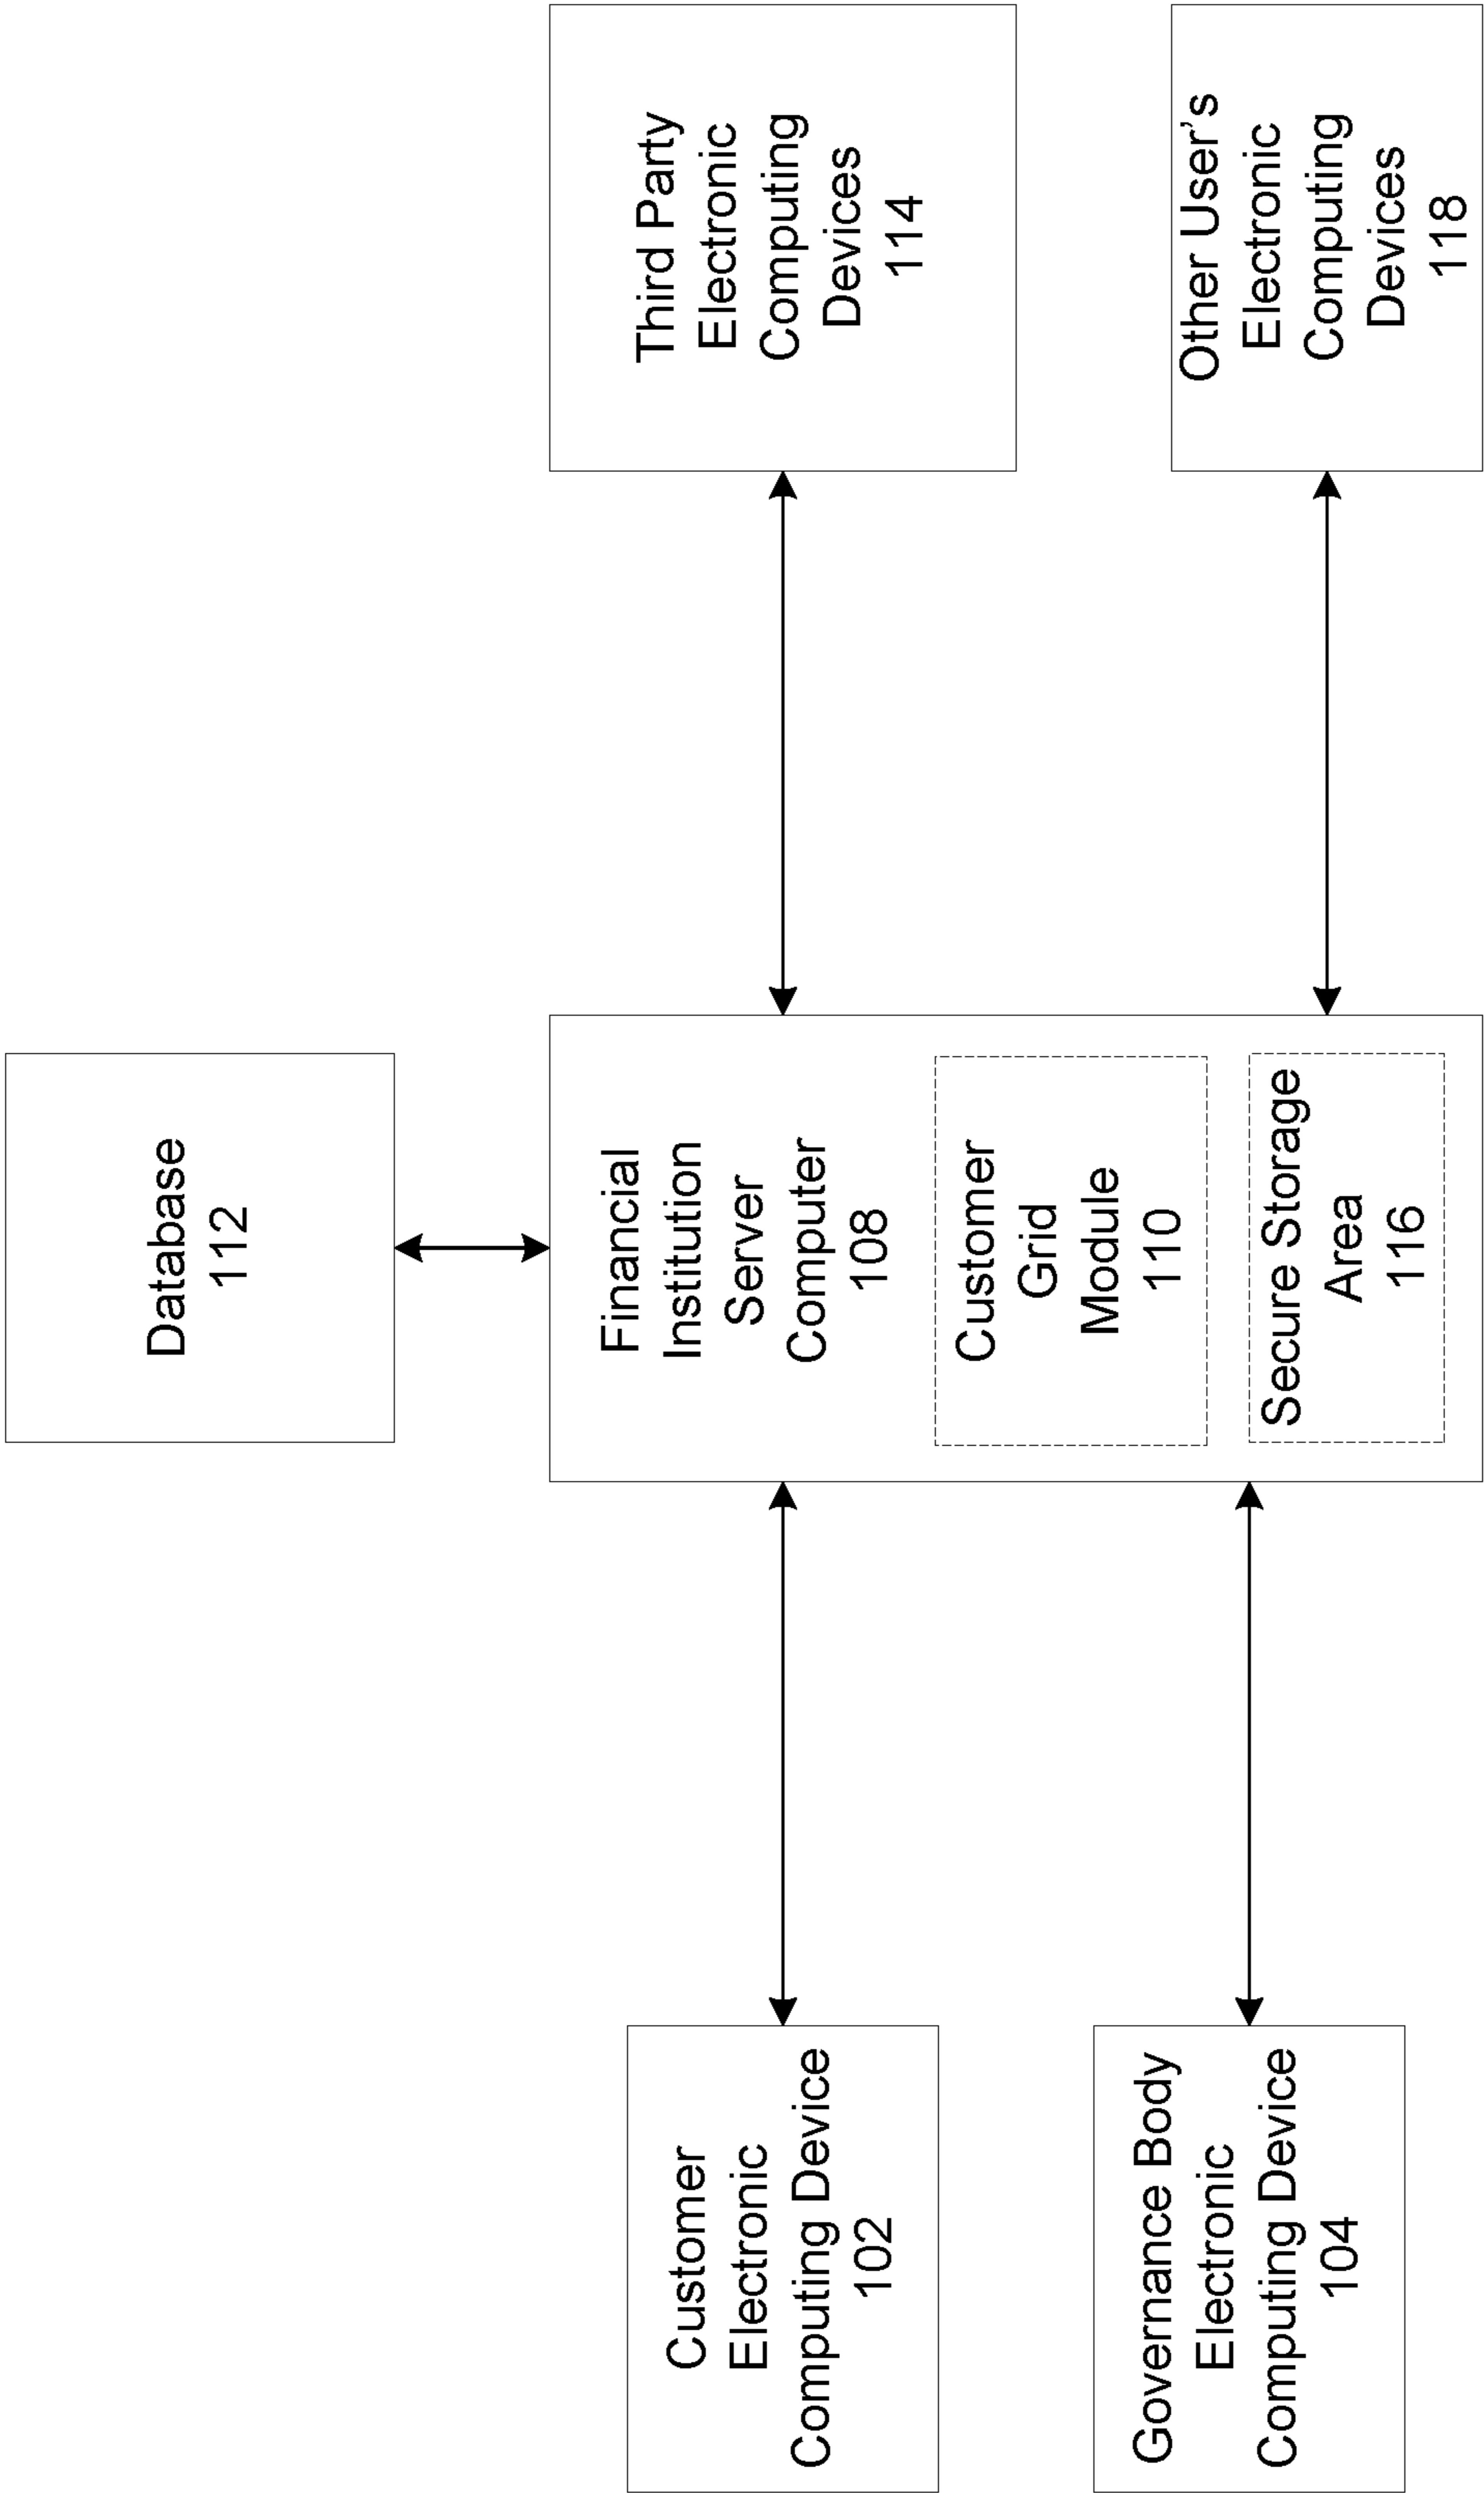 Database
112
Customer
Electronic
Computing Device
102
Governance Body
Electronic
Computing Device
104
Financial
Institution
Server
Computer
108
Customer
Grid
Module
110
Secure Storage
Area
116
Third Party
Electronic
Computing
Devices
114
Other User's
Electronic
Computing
Devices
118